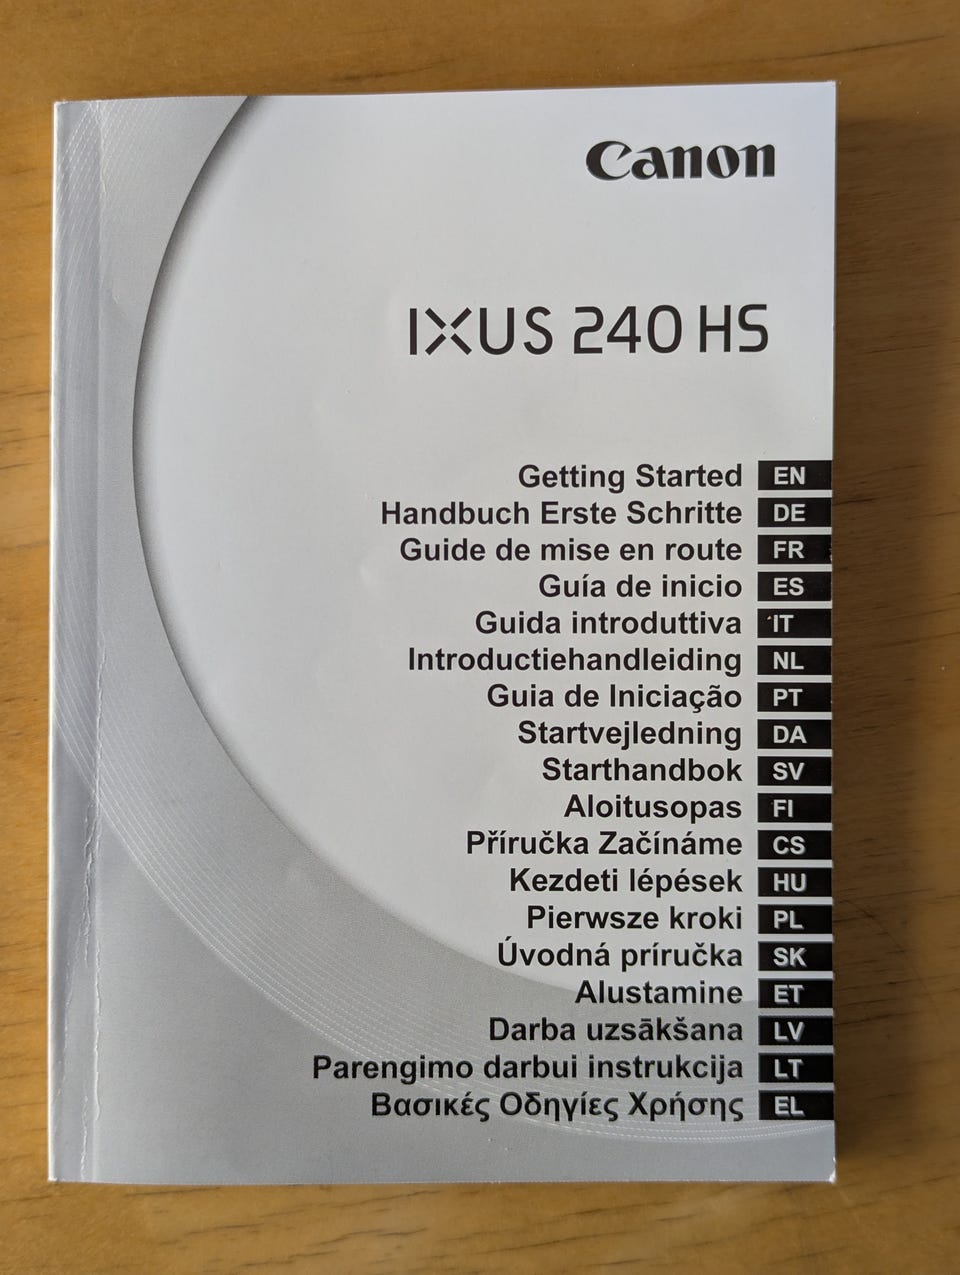 Canon
IXUS 240 HS
Getting Started EN
Handbuch Erste Schritte DE
Guide de mise en route FR
Guía de inicio ES
Guida introduttiva IT
Introductiehandleiding NL
Guia de Iniciação PT
Startvejledning DA
Starthandbok SV
Aloitusopas FI
Příručka Začínáme CS
Kezdeti lépések HU
Pierwsze kroki PL
Úvodná príručka SK
Alustamine ET
Darba uzsākšana LV
Parengimo darbui instrukcija LT
Βασικές Οδηγίες Χρήσης EL